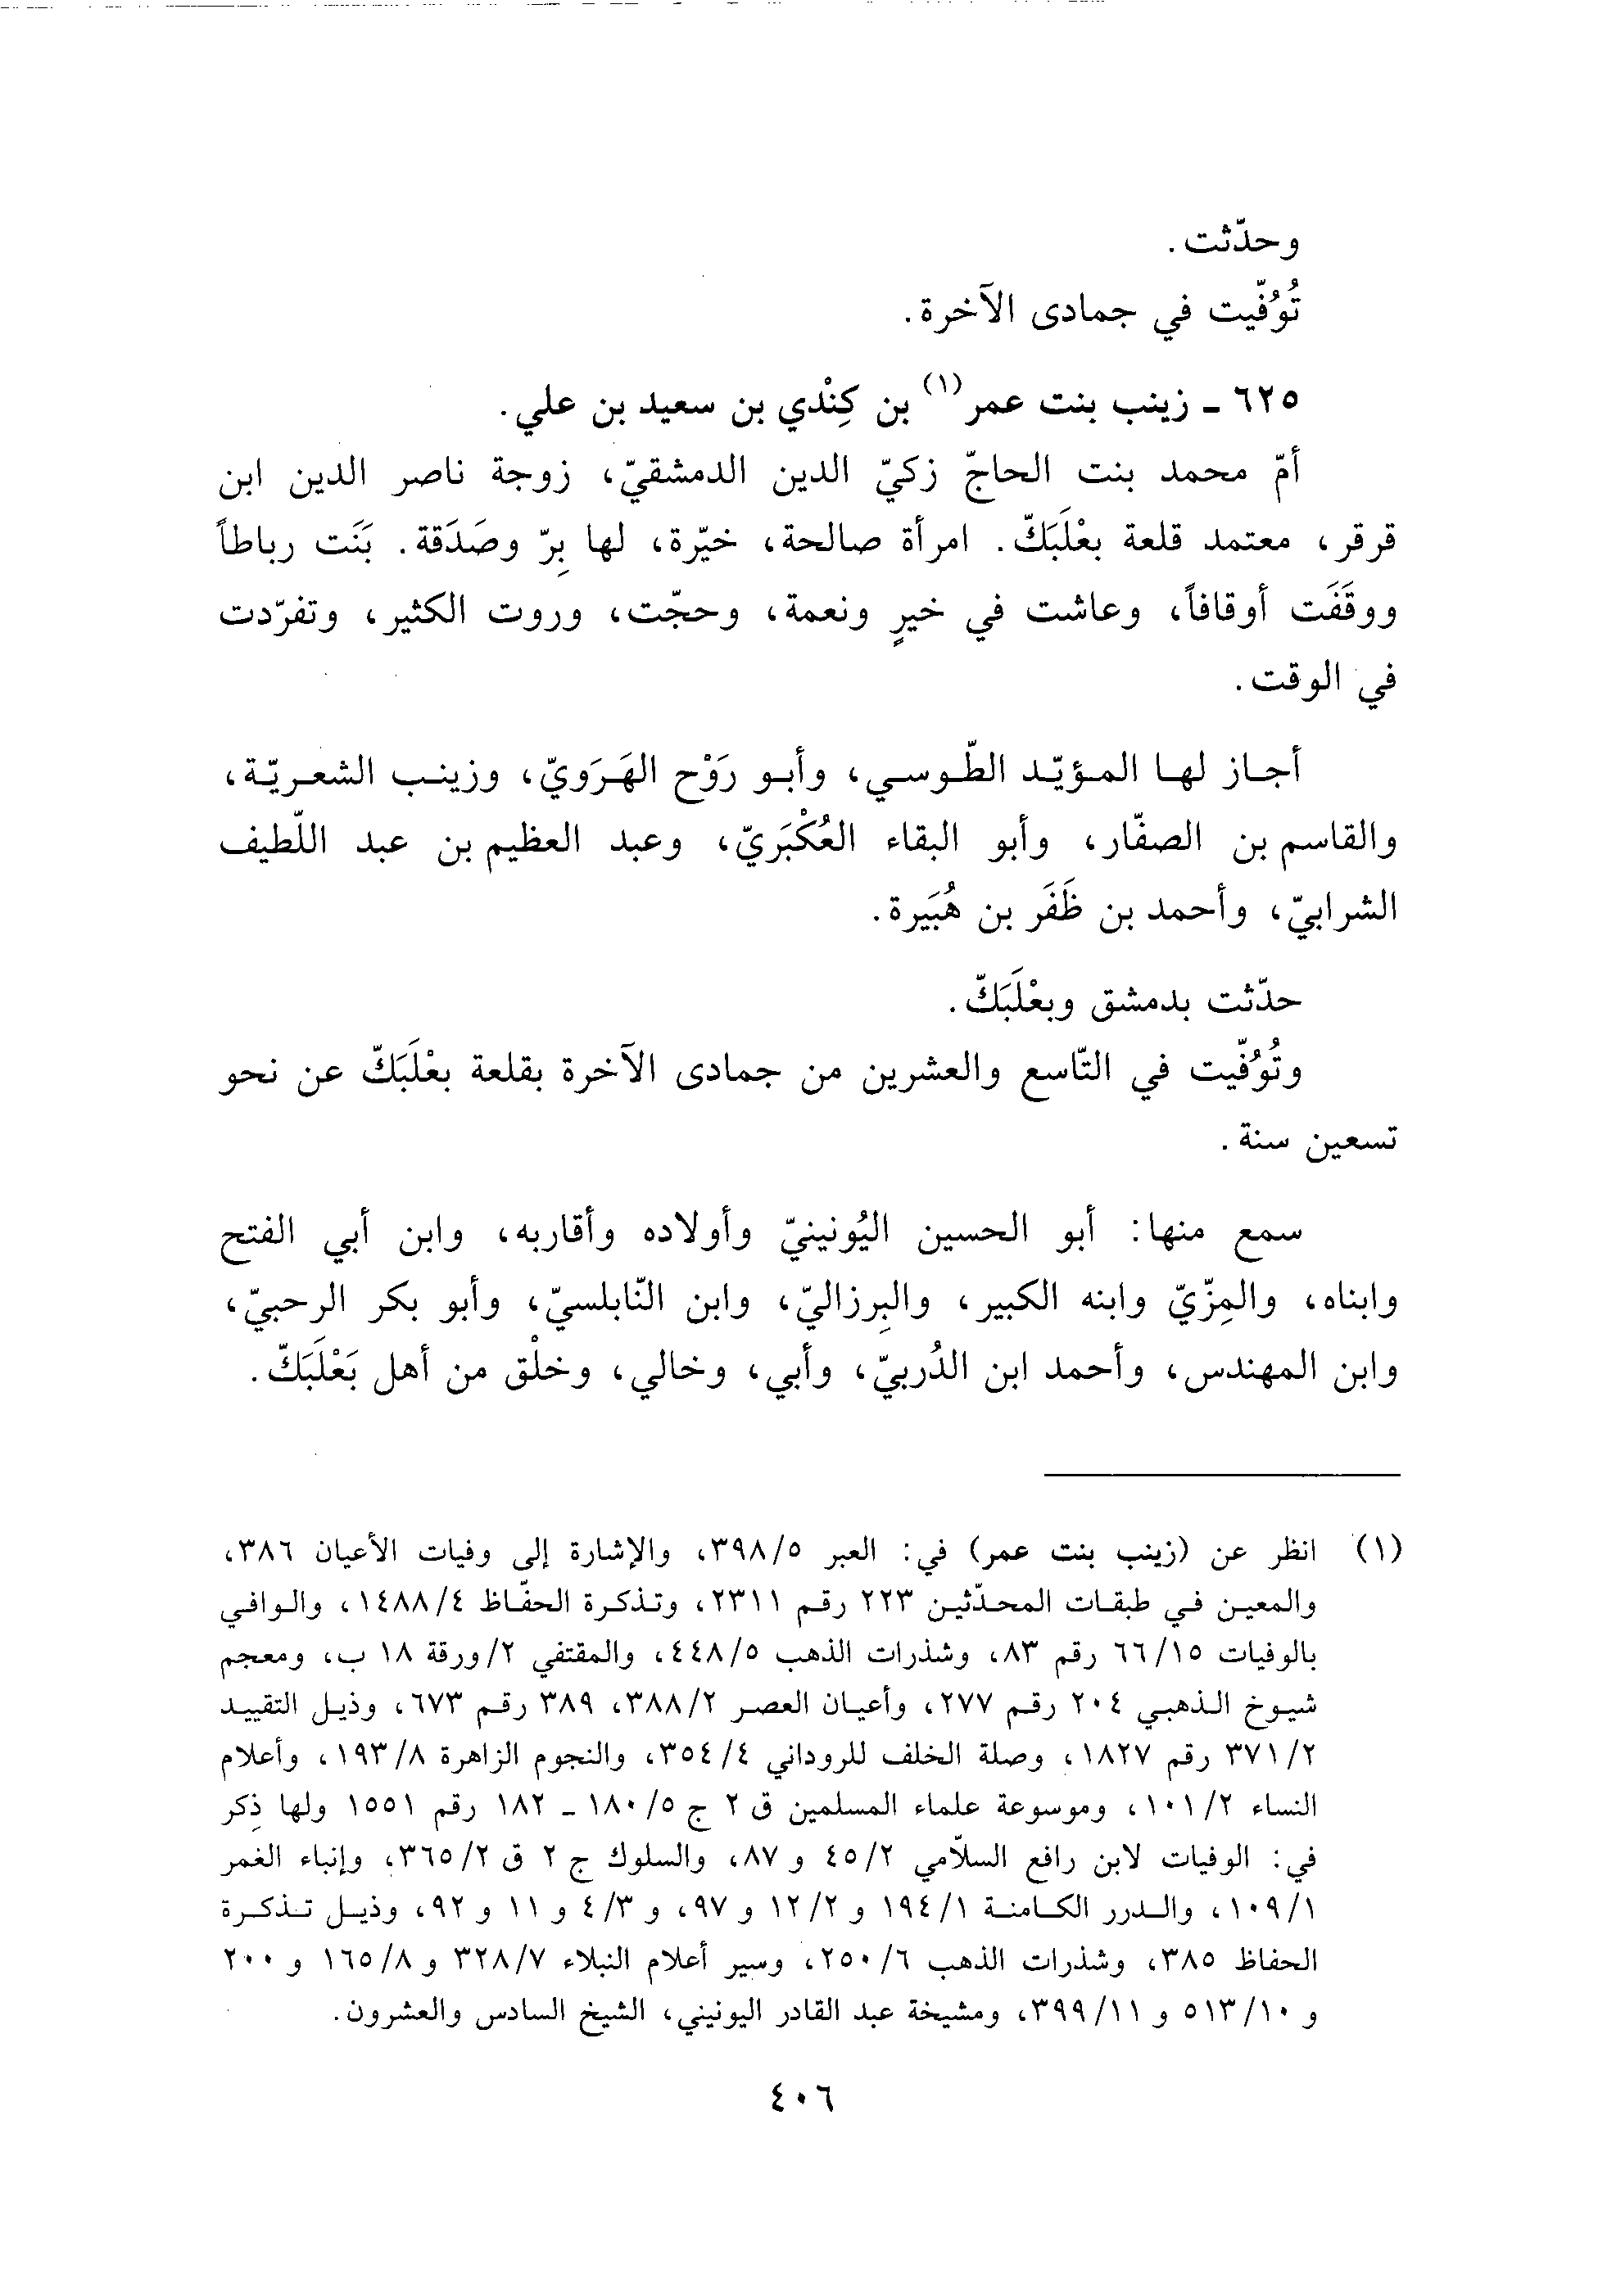 وحدّثت.
تُوُفّيت في جمادى الآخرة.
٦٢٥ ـ زينب بنت عمر(١) بن كِنْدي بن سعيد بن علي.
أمّ محمد بنت الحاجّ زكيّ الدين الدمشقيّ، زوجة ناصر الدين ابن
قرقر، معتمد قلعة بعْلَبَكّ. امرأة صالحة، خيّرة، لها بِرّ وصَدَقة. بَنَت رباطاً
ووقَفَت أوقافاً، وعاشت في خيرٍ ونعمة، وحجّت، وروت الكثير، وتفرّدت
في الوقت.
أجاز لها المؤيّد الطّوسي، وأبو رَوْح الهَرَويّ، وزينب الشعريّة،
والقاسم بن الصفّار، وأبو البقاء العُكْبَريّ، وعبد العظيم بن عبد اللّطيف
الشرابيّ، وأحمد بن ظَفَر بن هُبَيرة.
حدّثت بدمشق وبعْلَبَكّ.
وتُوُفّيت في التّاسع والعشرين من جمادى الآخرة بقلعة بعْلَبَكّ عن نحو
تسعين سنة.
سمع منها: أبو الحسين اليُونينيّ وأولاده وأقاربه، وابن أبي الفتح
وابناه، والمِزّيّ وابنه الكبير، والبِرزاليّ، وابن النّابلسيّ، وأبو بكر الرحبيّ،
وابن المهندس، وأحمد ابن الدُربيّ، وأبي، وخالي، وخلْق من أهل بَعْلَبَكّ.
(١) انظر عن (زينب بنت عمر) في: العبر ٣٩٨/٥، والإشارة إلى وفيات الأعيان ٣٨٦،
والمعين في طبقات المحدّثين ٢٢٣ رقم ٢٣١١، وتذكرة الحفّاظ ١٤٨٨/٤، والوافي
بالوفيات ٦٦/١٥ رقم ٨٣، وشذرات الذهب ٤٤٨/٥، والمقتفي ٢/ورقة ١٨ ب، ومعجم
شيوخ الذهبي ٢٠٤ رقم ٢٧٧، وأعيان العصر ٣٨٨/٢، ٣٨٩ رقم ٦٧٣، وذيل التقييد
٣٧١/٢ رقم ١٨٢٧، وصلة الخلف للروداني ٣٥٤/٤، والنجوم الزاهرة ١٩٣/٨، وأعلام
النساء ١٠١/٢، وموسوعة علماء المسلمين ق ٢ ج ١٨٠/٥ ـ ١٨٢ رقم ١٥٥١ ولها ذِكر
في: الوفيات لابن رافع السلاّمي ٤٥/٢ و ٨٧، والسلوك ج ٢ ق ٣٦٥/٢، وإنباء الغمر
١٠٩/١، والدرر الكامنة ١٩٤/١ و ١٢/٢ و ٩٧، و ٤/٣ و ١١ و ٩٢، وذيل تذكرة
الحفاظ ٣٨٥، وشذرات الذهب ٢٥٠/٦، وسير أعلام النبلاء ٣٢٨/٧ و ١٦٥/٨ و ٢٠٠
و ٥١٣/١٠ و ٣٩٩/١١، ومشيخة عبد القادر اليونيني، الشيخ السادس والعشرون.
٤٠٦